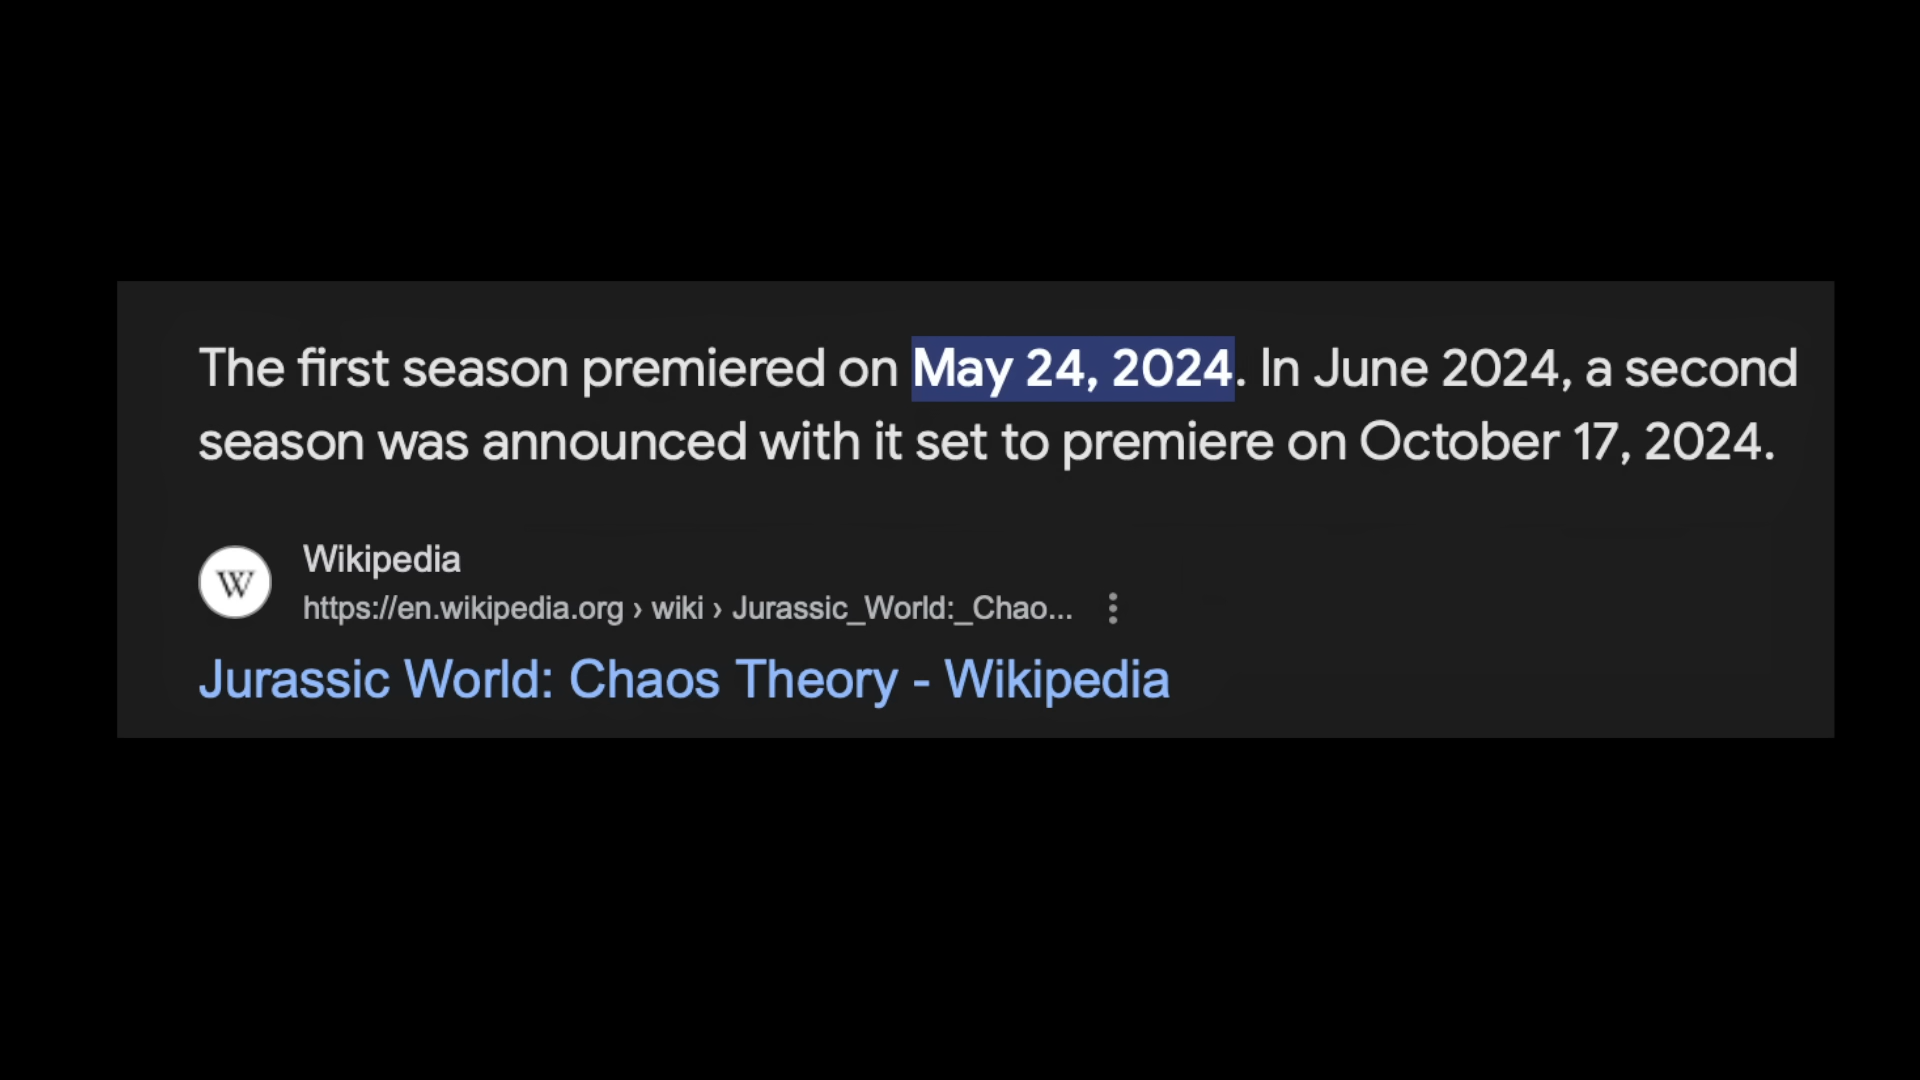 The first season premiered on May 24, 2024. In June 2024, a second
season was announced with it set to premiere on October 17, 2024.
W
Wikipedia
https://en.wikipedia.org › wiki › Jurassic_World:_Chao...
Jurassic World: Chaos Theory - Wikipedia